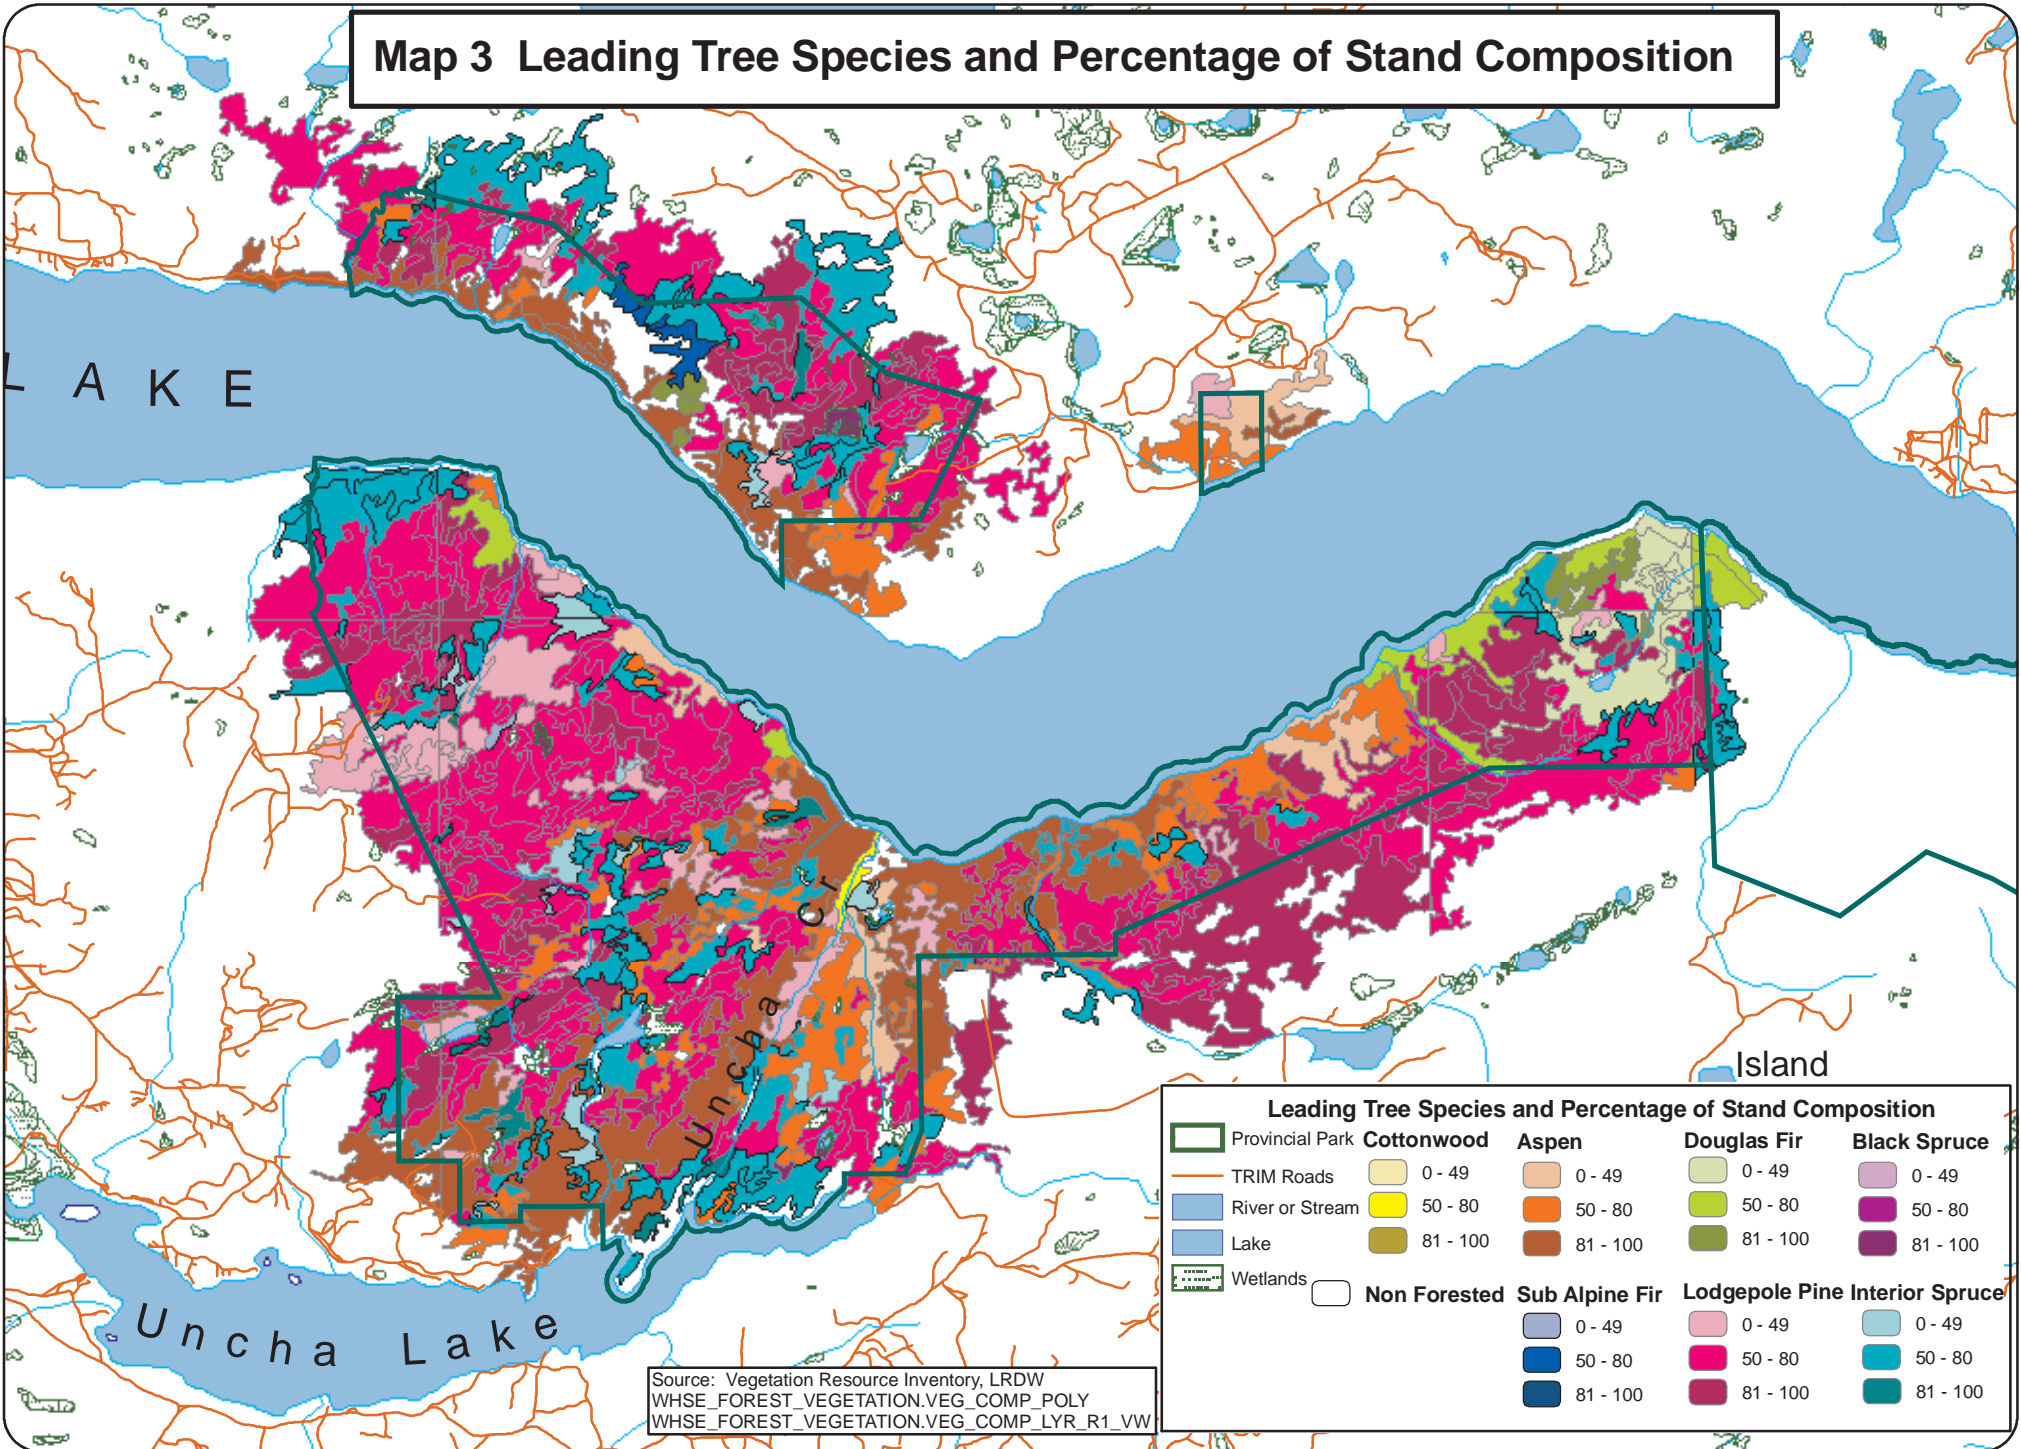 Map 3 Leading Tree Species and Percentage of Stand Composition
LAKE
Uncha Cr
Island
Uncha Lake
Leading Tree Species and Percentage of Stand Composition
Provincial Park
TRIM Roads
River or Stream
Lake
Wetlands
Non Forested
Cottonwood
0 - 49
50 - 80
81 - 100
Aspen
0 - 49
50 - 80
81 - 100
Douglas Fir
0 - 49
50 - 80
81 - 100
Black Spruce
0 - 49
50 - 80
81 - 100
Sub Alpine Fir
0 - 49
50 - 80
81 - 100
Lodgepole Pine
0 - 49
50 - 80
81 - 100
Interior Spruce
0 - 49
50 - 80
81 - 100
Source: Vegetation Resource Inventory, LRDW
WHSE_FOREST_VEGETATION.VEG_COMP_POLY
WHSE_FOREST_VEGETATION.VEG_COMP_LYR_R1_VW